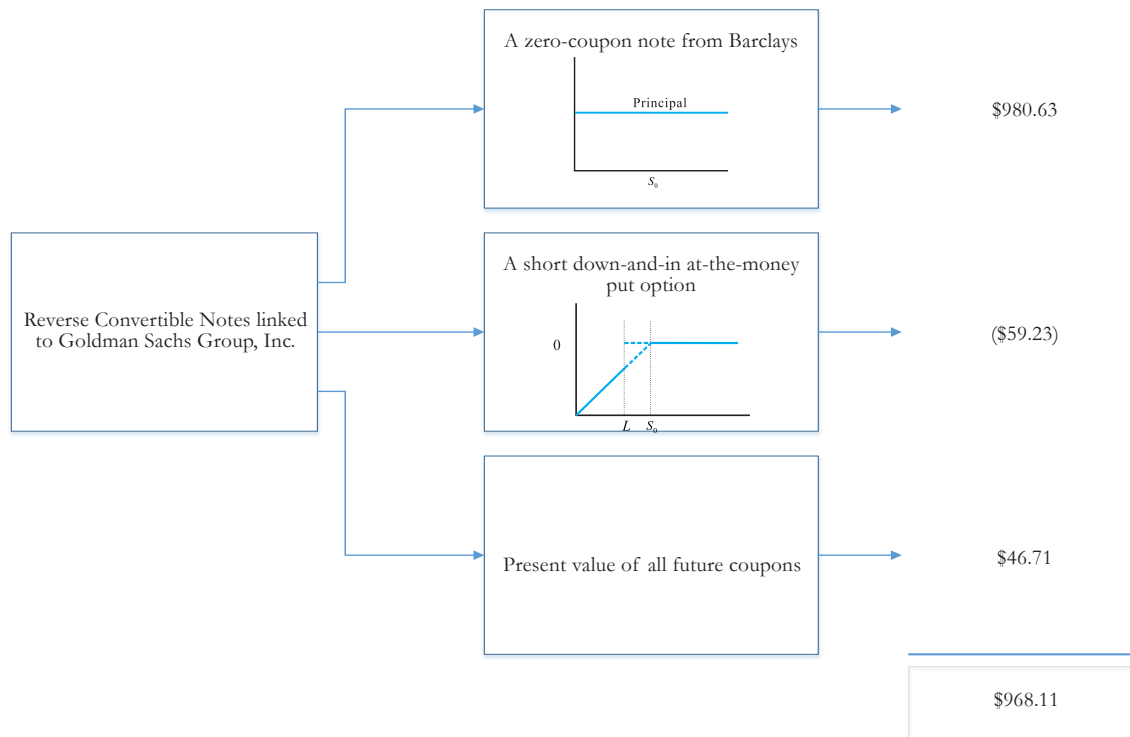 A zero-coupon note from Barclays
Principal
S₀
$980.63
Reverse Convertible Notes linked
to Goldman Sachs Group, Inc.
A short down-and-in at-the-money
put option
0
L S₀
($59.23)
Present value of all future coupons
$46.71
$968.11